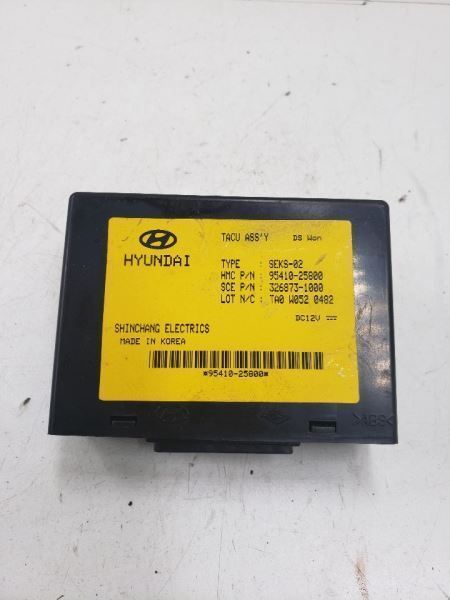 TACU ASS'Y DS Won
HYUNDAI
TYPE : SEKS-02
HMC P/N : 95410-25800
SCE P/N : 326873-1000
LOT N/C : TA0 W052 0482
DC12V
SHINCHANG ELECTRICS
MADE IN KOREA
*95410-25800*
>ABS<